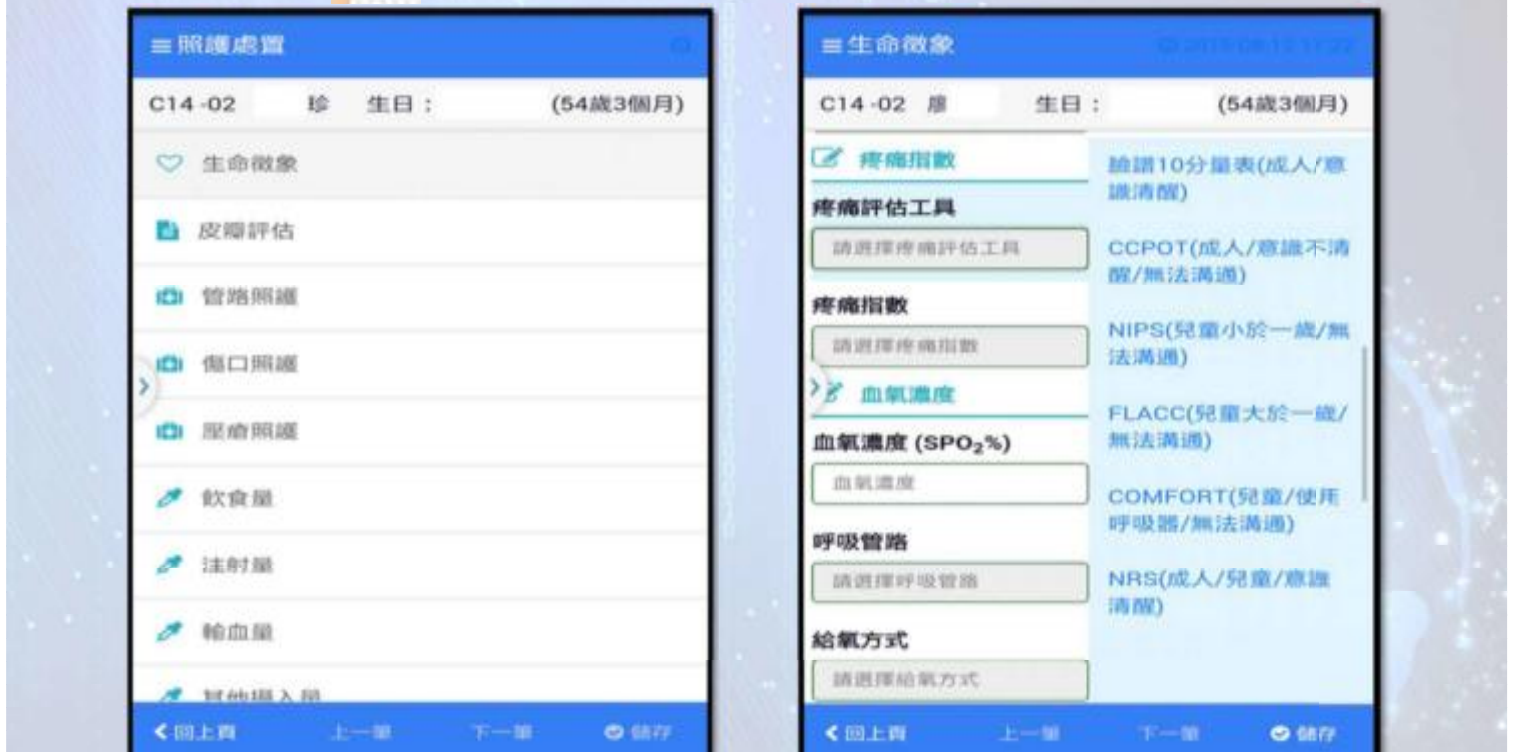 照護處置
C14-02 珍 生日： (54歲3個月)
生命徵象
皮瓣評估
管路照護
傷口照護
壓瘡照護
飲食量
注射量
輸血量
其他攝入量
回上頁 上一筆 下一筆 儲存
生命徵象
C14-02 廖 生日： (54歲3個月)
疼痛指數
疼痛評估工具
請選擇疼痛評估工具
疼痛指數
請選擇疼痛指數
血氧濃度
血氧濃度 (SPO₂%)
血氧濃度
呼吸管路
請選擇呼吸管路
給氧方式
請選擇給氧方式
臉譜10分量表(成人/意
識清醒)
CCPOT(成人/意識不清
醒/無法溝通)
NIPS(兒童小於一歲/無
法溝通)
FLACC(兒童大於一歲/
無法溝通)
COMFORT(兒童/使用
呼吸器/無法溝通)
NRS(成人/兒童/意識
清醒)
回上頁 上一筆 下一筆 儲存